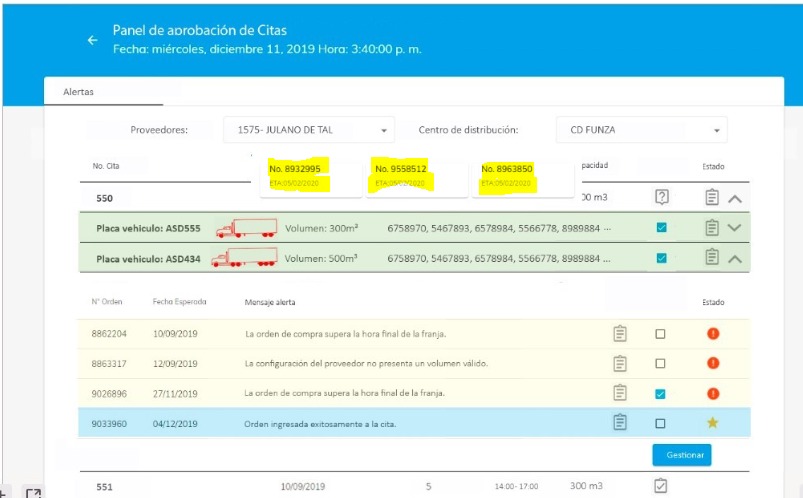 Panel de aprobación de Citas
Fecha: miércoles, diciembre 11, 2019 Hora: 3:40:00 p. m.
Alertas
Proveedores: 1575- JULANO DE TAL Centro de distribución: CD FUNZA
No. Cita No. 8932995 No. 9558512 No. 8963850 pacidad Estado
ETA:05/02/2020 ETA:05/02/2020 ETA:05/02/2020
550 00 m3
Placa vehiculo: ASD555 Volumen: 300m² 6758970, 5467893, 6578984, 5566778, 8989884 ...
Placa vehiculo: ASD434 Volumen: 500m³ 6758970, 5467893, 6578984, 5566778, 8989884 ...
N° Orden Fecha Esperada Mensaje alerta Estado
8862204 10/09/2019 La orden de compra supera la hora final de la franja.
8863317 12/09/2019 La configuración del proveedor no presenta un volumen válido.
9026896 27/11/2019 La orden de compra supera la hora final de la franja.
9033960 04/12/2019 Orden ingresada exitosamente a la cita.
Gestionar
551 10/09/2019 5 14:00- 17:00 300 m3